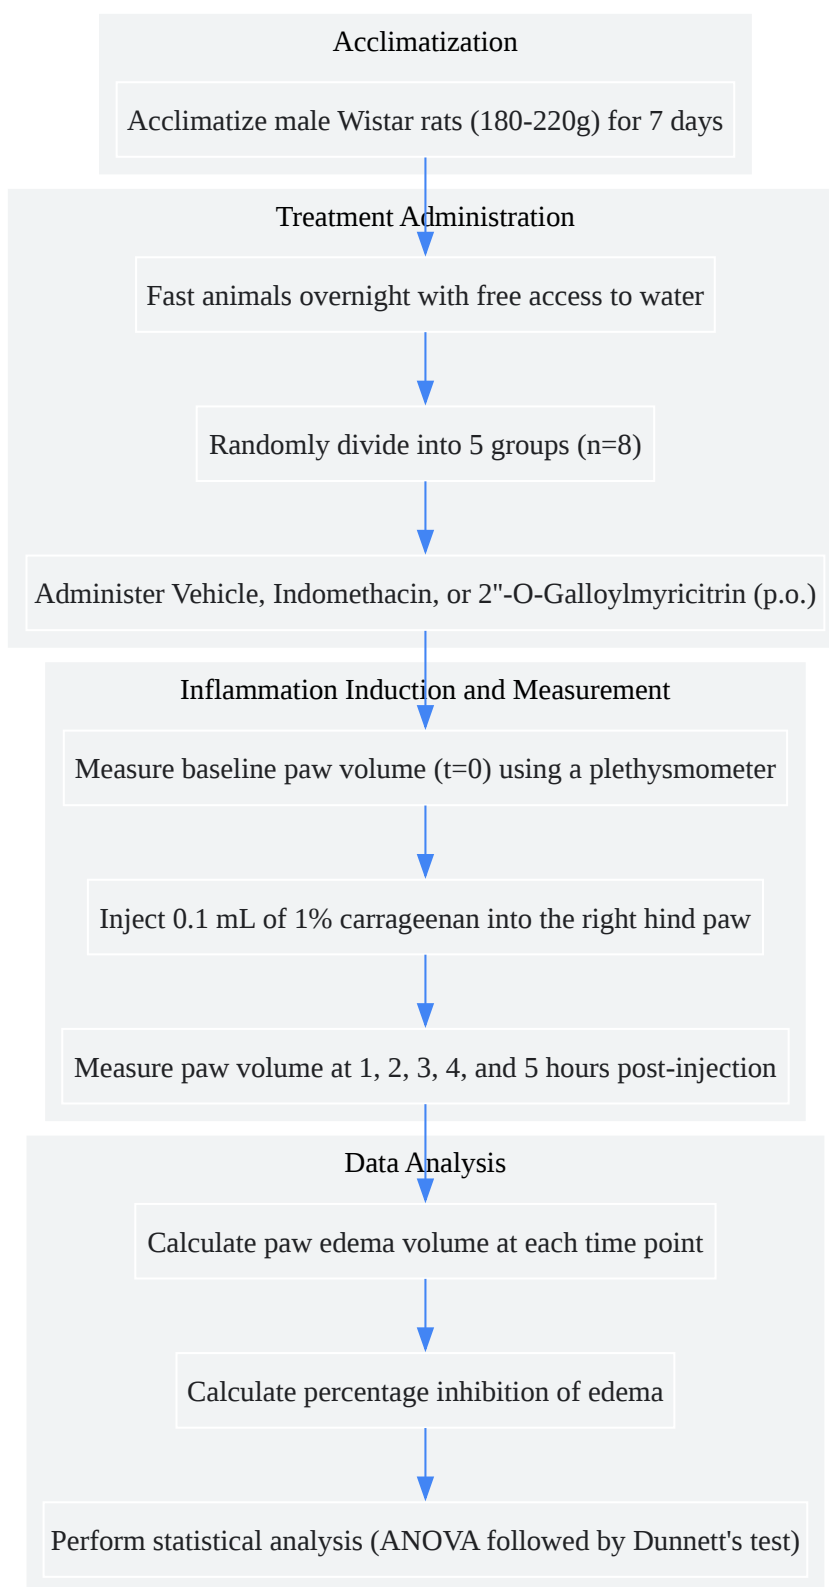 Acclimatization
Acclimatize male Wistar rats (180-220g) for 7 days
Treatment Administration
Fast animals overnight with free access to water
Randomly divide into 5 groups (n=8)
Administer Vehicle, Indomethacin, or 2"-O-Galloylmyricitrin (p.o.)
Inflammation Induction and Measurement
Measure baseline paw volume (t=0) using a plethysmometer
Inject 0.1 mL of 1% carrageenan into the right hind paw
Measure paw volume at 1, 2, 3, 4, and 5 hours post-injection
Data Analysis
Calculate paw edema volume at each time point
Calculate percentage inhibition of edema
Perform statistical analysis (ANOVA followed by Dunnett's test)